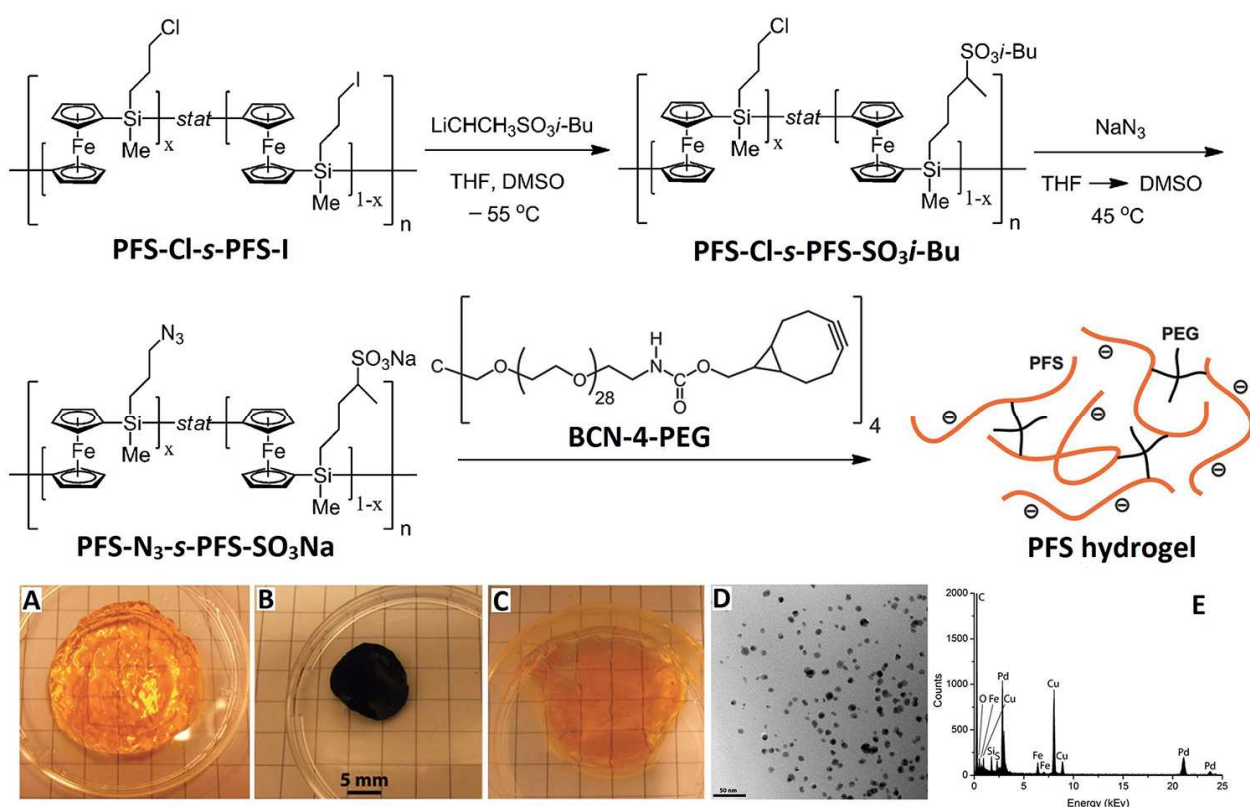 Cl
I
Si
stat
Fe
Me
x
Fe
Si
Me
1-x
n
PFS-Cl-s-PFS-I
LiCHCH₃SO₃i-Bu
THF, DMSO
– 55 °C
Cl
SO₃i-Bu
Si
stat
Fe
Me
x
Fe
Si
Me
1-x
n
PFS-Cl-s-PFS-SO₃i-Bu
NaN₃
THF → DMSO
45 °C
N₃
SO₃Na
Si
stat
Fe
Me
x
Fe
Si
Me
1-x
n
PFS-N₃-s-PFS-SO₃Na
C
O
O
28
H
N
O
O
4
BCN-4-PEG
PEG
PFS
PFS hydrogel
A
B
5 mm
C
D
50 nm
E
2000
1500
1000
500
0
Counts
C
O Fe Cu
Si
S
Pd
Fe
Fe
Cu
Cu
Pd
Pd
0 5 10 15 20 25
Energy (kEv)